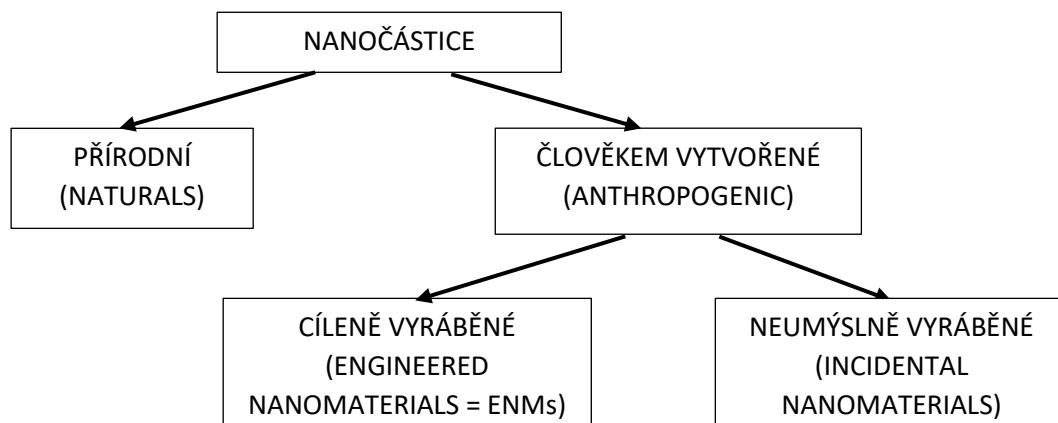 NANOČÁSTICE
PŘÍRODNÍ
(NATURALS)
ČLOVĚKEM VYTVOŘENÉ
(ANTHROPOGENIC)
CÍLENĚ VYRÁBĚNÉ
(ENGINEERED
NANOMATERIALS = ENMs)
NEUMÝSLNĚ VYRÁBĚNÉ
(INCIDENTAL
NANOMATERIALS)